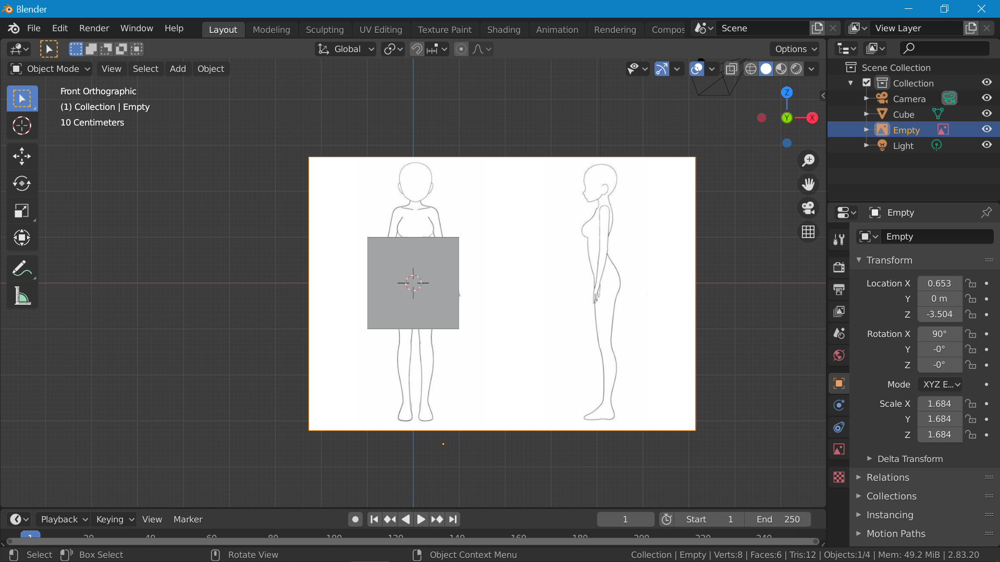 Blender
File Edit Render Window Help Layout Modeling Sculpting UV Editing Texture Paint Shading Animation Rendering Compos Scene View Layer
Global Options
Object Mode View Select Add Object
Front Orthographic
(1) Collection | Empty
10 Centimeters
Z
Y X
Scene Collection
Collection
Camera
Cube
Empty
Light
Empty
Empty
Transform
Location X 0.653
Y 0 m
Z -3.504
Rotation X 90°
Y -0°
Z -0°
Mode XYZ E...
Scale X 1.684
Y 1.684
Z 1.684
Delta Transform
Relations
Collections
Instancing
Motion Paths
Playback Keying View Marker 1 Start 1 End 250
1 20 40 60 80 100 120 140 160 180 200 220 240
Select Box Select Rotate View Object Context Menu Collection | Empty | Verts:8 | Faces:6 | Tris:12 | Objects:1/4 | Mem: 49.2 MiB | 2.83.20